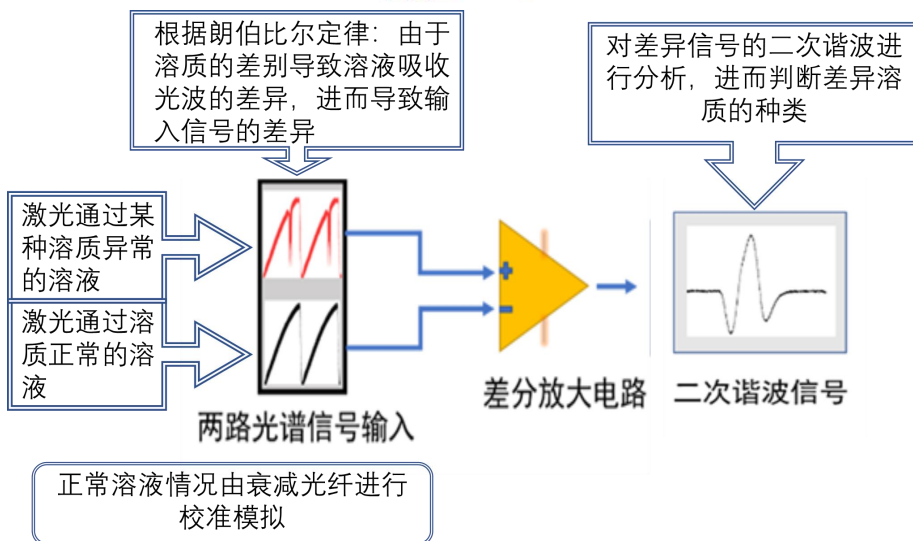 根据朗伯比尔定律：由于
溶质的差别导致溶液吸收
光波的差异，进而导致输
入信号的差异
对差异信号的二次谐波进
行分析，进而判断差异溶
质的种类
激光通过某
种溶质异常
的溶液
激光通过溶
质正常的溶
液
+
-
两路光谱信号输入
差分放大电路
二次谐波信号
正常溶液情况由衰减光纤进行
校准模拟